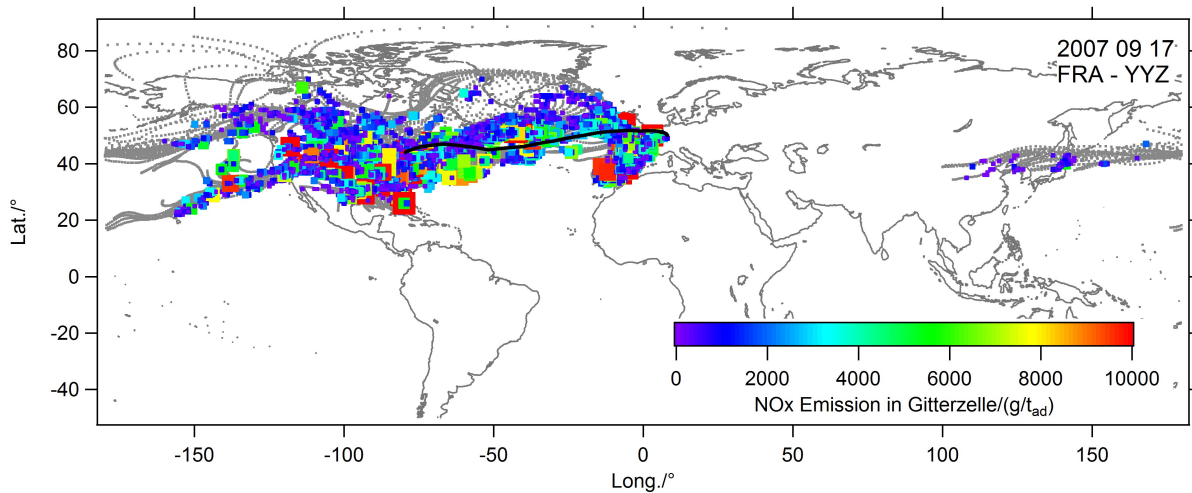 2007 09 17
FRA - YYZ
80
60
40
20
0
-20
-40
Lat./°
0 2000 4000 6000 8000 10000
NOx Emission in Gitterzelle/(g/t_ad)
-150 -100 -50 0 50 100 150
Long./°